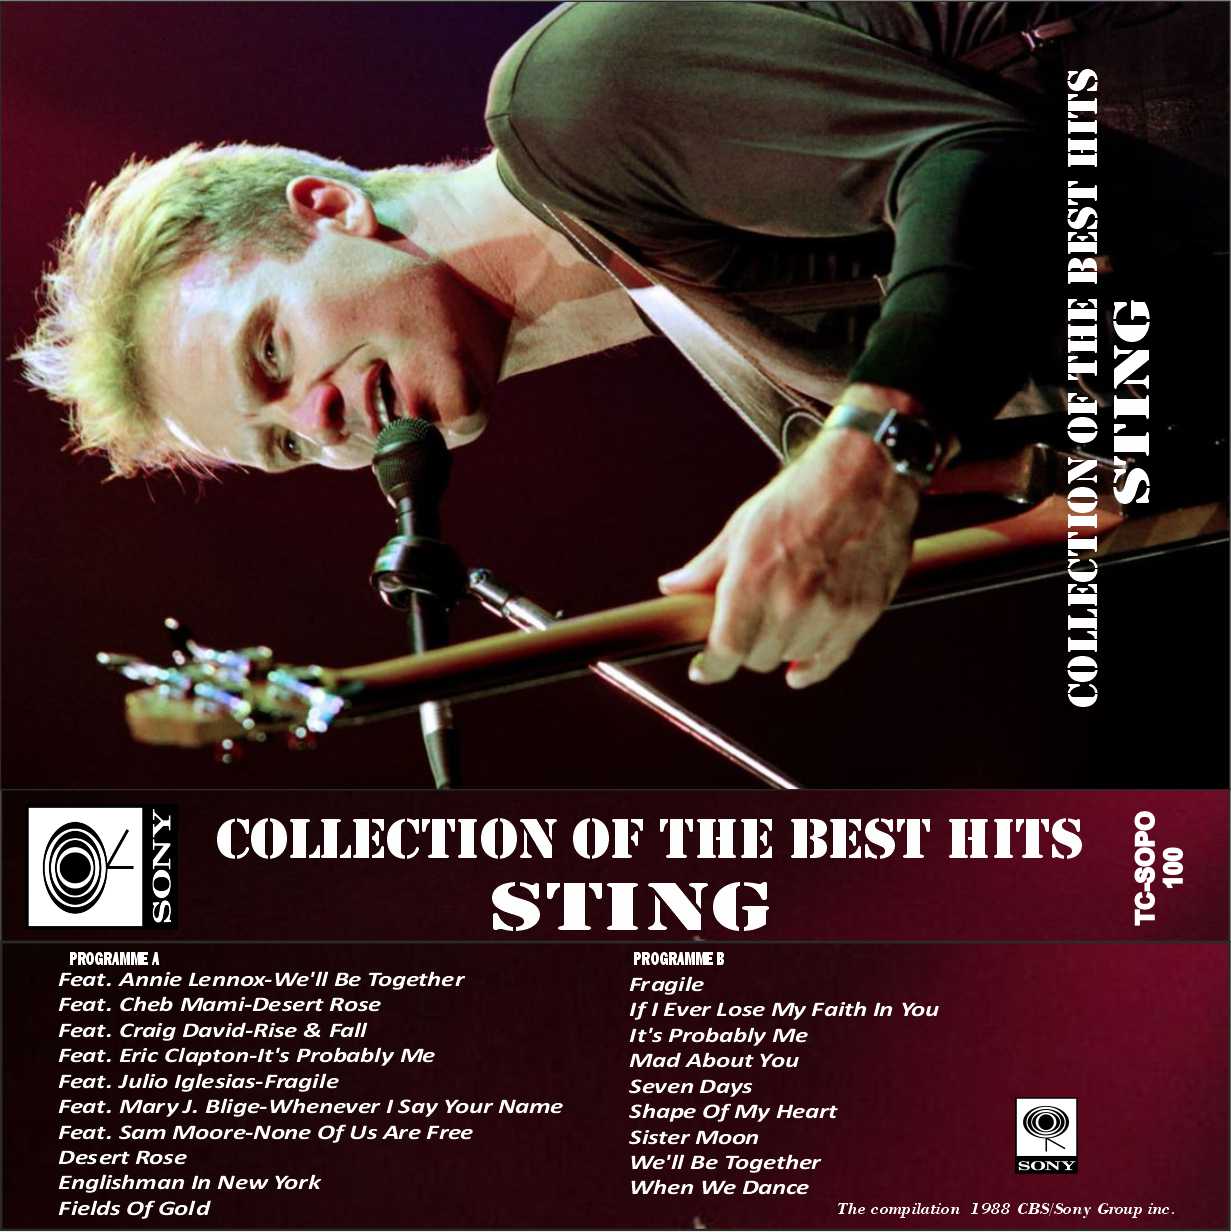 COLLECTION OF THE BEST HITS
STING
SONY
COLLECTION OF THE BEST HITS
STING
TC-SOPO
100
PROGRAMME A
Feat. Annie Lennox-We'll Be Together
Feat. Cheb Mami-Desert Rose
Feat. Craig David-Rise & Fall
Feat. Eric Clapton-It's Probably Me
Feat. Julio Iglesias-Fragile
Feat. Mary J. Blige-Whenever I Say Your Name
Feat. Sam Moore-None Of Us Are Free
Desert Rose
Englishman In New York
Fields Of Gold
PROGRAMME B
Fragile
If I Ever Lose My Faith In You
It's Probably Me
Mad About You
Seven Days
Shape Of My Heart
Sister Moon
We'll Be Together
When We Dance
SONY
The compilation 1988 CBS/Sony Group inc.